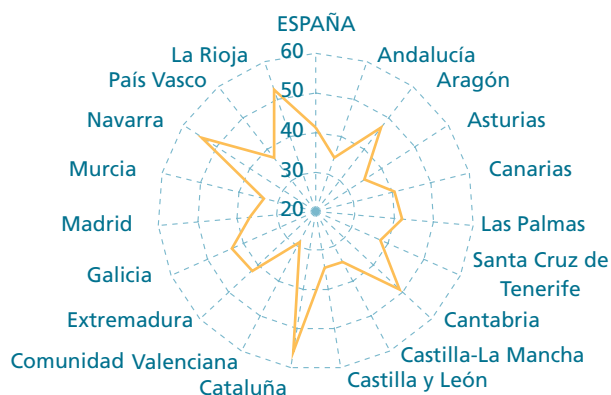 ESPAÑA
Andalucía
Aragón
Asturias
Canarias
Las Palmas
Santa Cruz de
Tenerife
Cantabria
Castilla-La Mancha
Castilla y León
Cataluña
Comunidad Valenciana
Extremadura
Galicia
Madrid
Murcia
Navarra
País Vasco
La Rioja
60
50
40
30
20